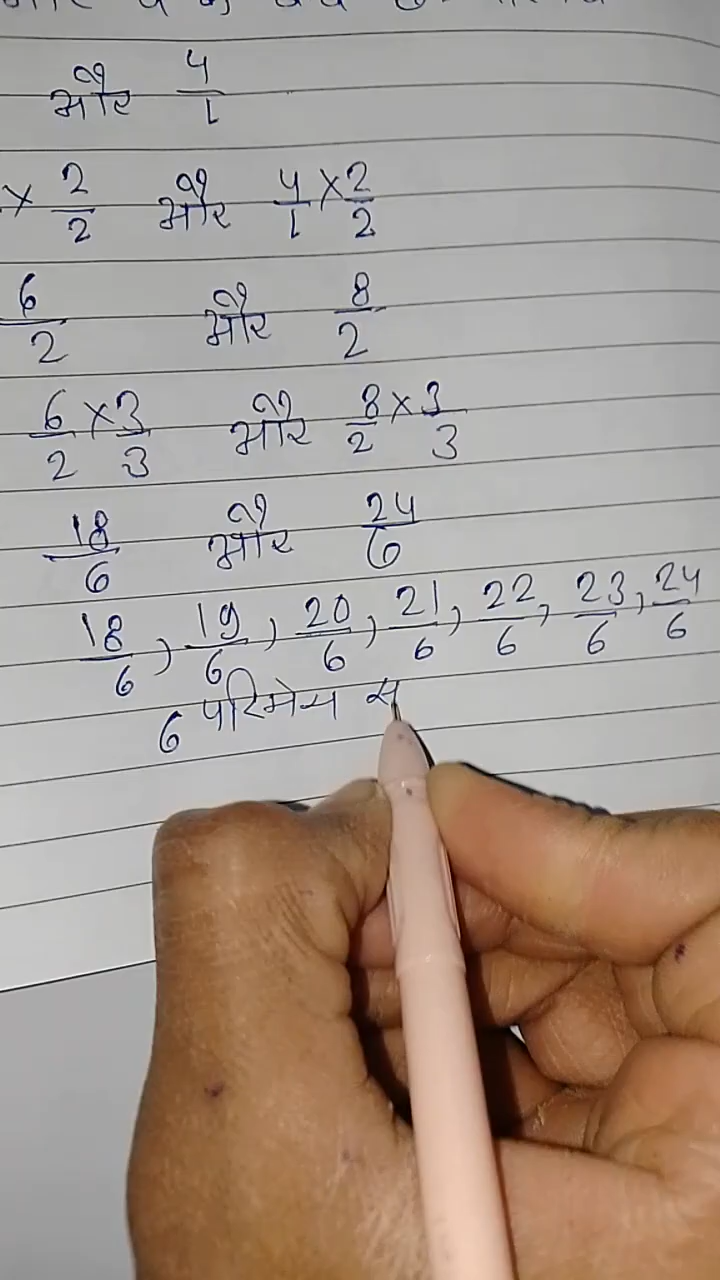 और 4/1
× 2/2 और 4/1 × 2/2
6/2 और 8/2
6/2 × 3/3 और 8/2 × 3/3
18/6 और 24/6
18/6, 19/6, 20/6, 21/6, 22/6, 23/6, 24/6
6 परिमेय स